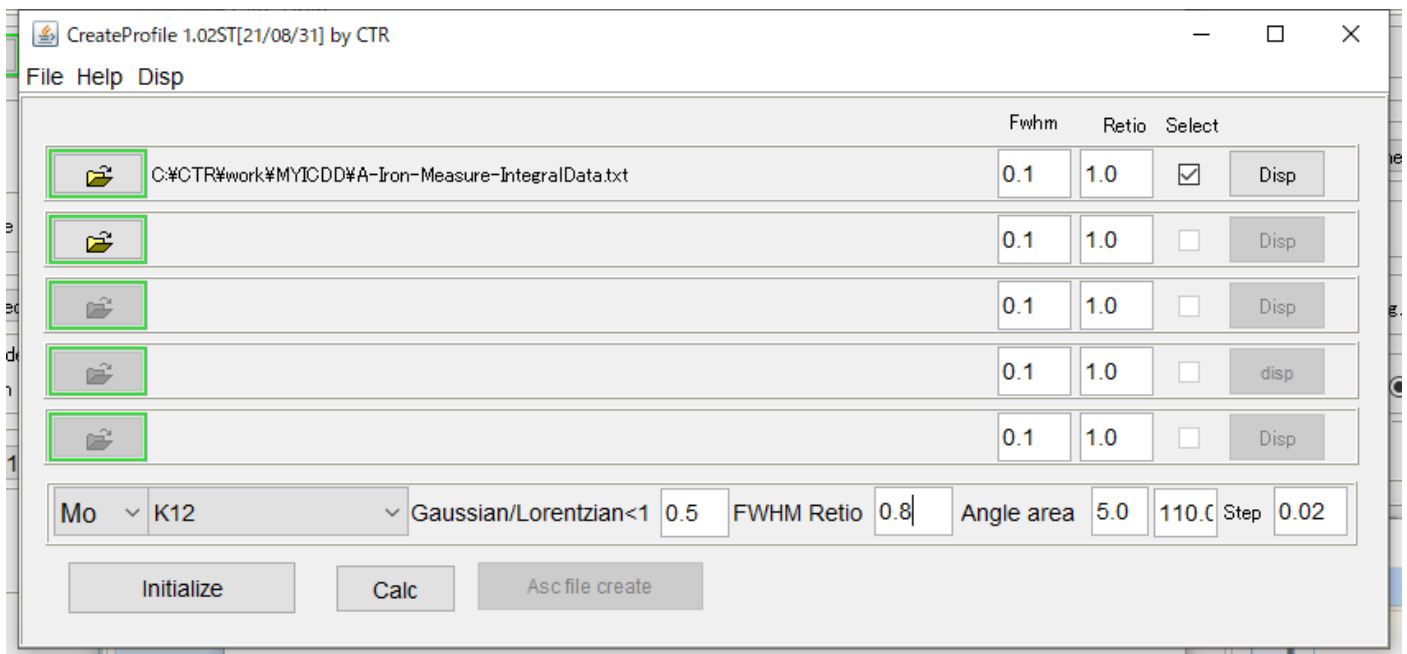 CreateProfile 1.02ST[21/08/31] by CTR
File Help Disp
Fwhm Retio Select
C:¥CTR¥work¥MYICDD¥A-Iron-Measure-IntegralData.txt 0.1 1.0 Disp
0.1 1.0 Disp
0.1 1.0 Disp
0.1 1.0 disp
0.1 1.0 Disp
Mo K12 Gaussian/Lorentzian<1 0.5 FWHM Retio 0.8 Angle area 5.0 110.0 Step 0.02
Initialize Calc Asc file create